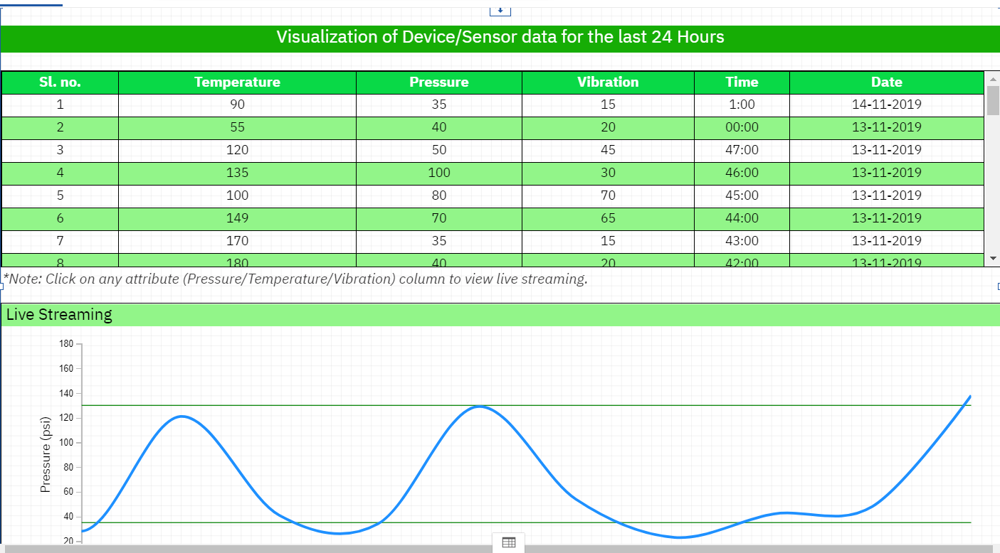 Visualization of Device/Sensor data for the last 24 Hours
Sl. no. Temperature Pressure Vibration Time Date
1 90 35 15 1:00 14-11-2019
2 55 40 20 00:00 13-11-2019
3 120 50 45 47:00 13-11-2019
4 135 100 30 46:00 13-11-2019
5 100 80 70 45:00 13-11-2019
6 149 70 65 44:00 13-11-2019
7 170 35 15 43:00 13-11-2019
8 180 40 20 42:00 13-11-2019
*Note: Click on any attribute (Pressure/Temperature/Vibration) column to view live streaming.
Live Streaming
180
160
140
120
100
80
60
40
20
Pressure (psi)